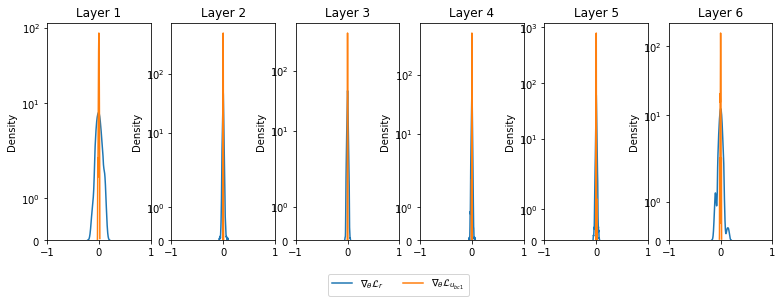 Layer 1 Layer 2 Layer 3 Layer 4 Layer 5 Layer 6
10² 10² 10² 10² 10³ 10²
10¹ 10¹ 10¹ 10¹ 10² 10¹
10⁰ 10⁰ 10⁰ 10⁰ 10¹ 10⁰
10⁰
0 0 0 0 0 0
Density Density Density Density Density Density
−1 0 1 −1 0 1 −1 0 1 −1 0 1 −1 0 1 −1 0 1
∇θℒr ∇θℒu_bc1